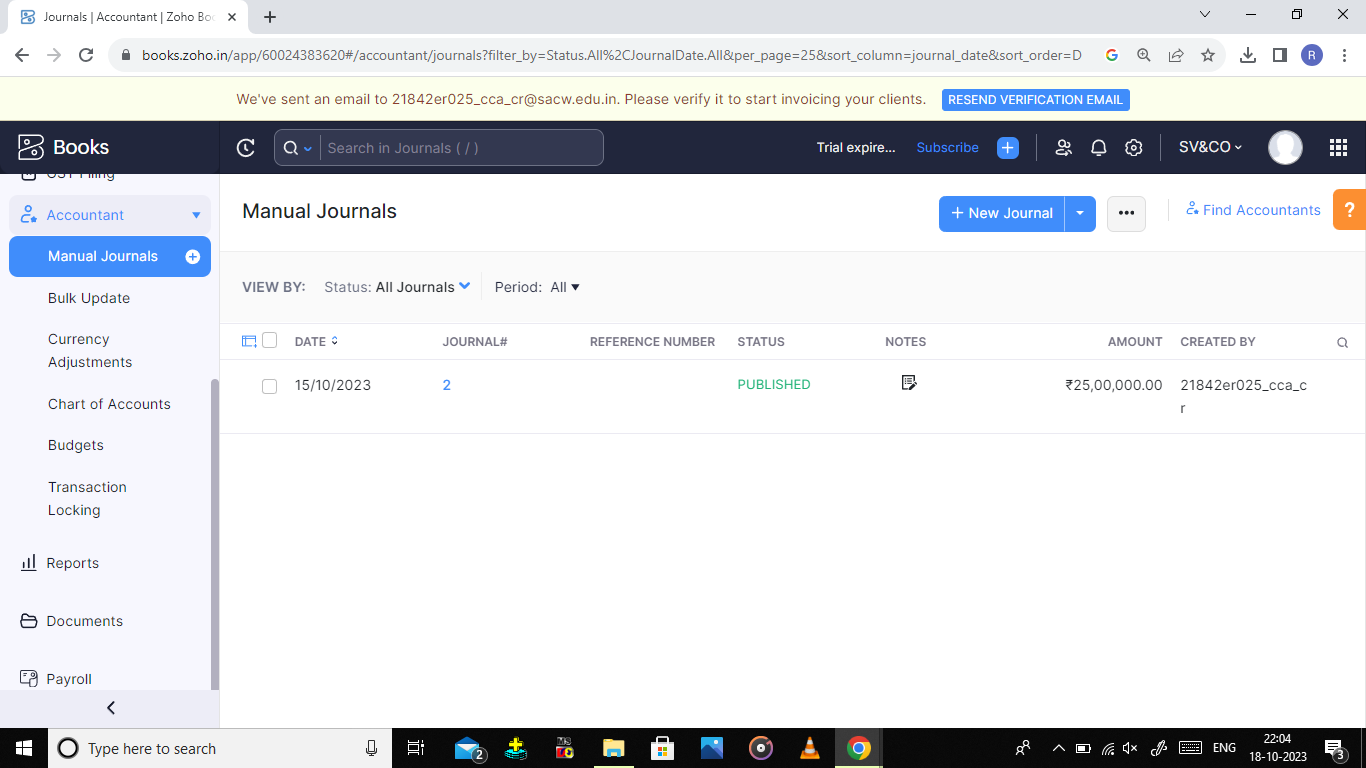 Journals | Accountant | Zoho Boo
books.zoho.in/app/60024383620#/accountant/journals?filter_by=Status.All%2CJournalDate.All&per_page=25&sort_column=journal_date&sort_order=D
G
R
We've sent an email to 21842er025_cca_cr@sacw.edu.in. Please verify it to start invoicing your clients. RESEND VERIFICATION EMAIL
Books
Search in Journals ( / )
Trial expire... Subscribe
SV&CO
GST Filing
Accountant
Manual Journals
Bulk Update
Currency
Adjustments
Chart of Accounts
Budgets
Transaction
Locking
Reports
Documents
Payroll
Manual Journals
+ New Journal
Find Accountants
?
VIEW BY: Status: All Journals Period: All
DATE JOURNAL# REFERENCE NUMBER STATUS NOTES AMOUNT CREATED BY
15/10/2023 2 PUBLISHED ₹25,00,000.00 21842er025_cca_c
r
Type here to search
2
ENG
22:04
18-10-2023
3